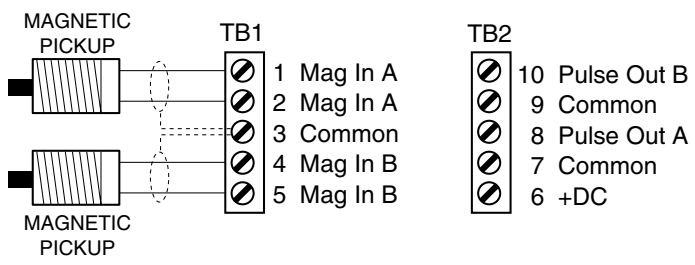 MAGNETIC
PICKUP
TB1
1 Mag In A
2 Mag In A
3 Common
4 Mag In B
5 Mag In B
MAGNETIC
PICKUP
TB2
10 Pulse Out B
9 Common
8 Pulse Out A
7 Common
6 +DC